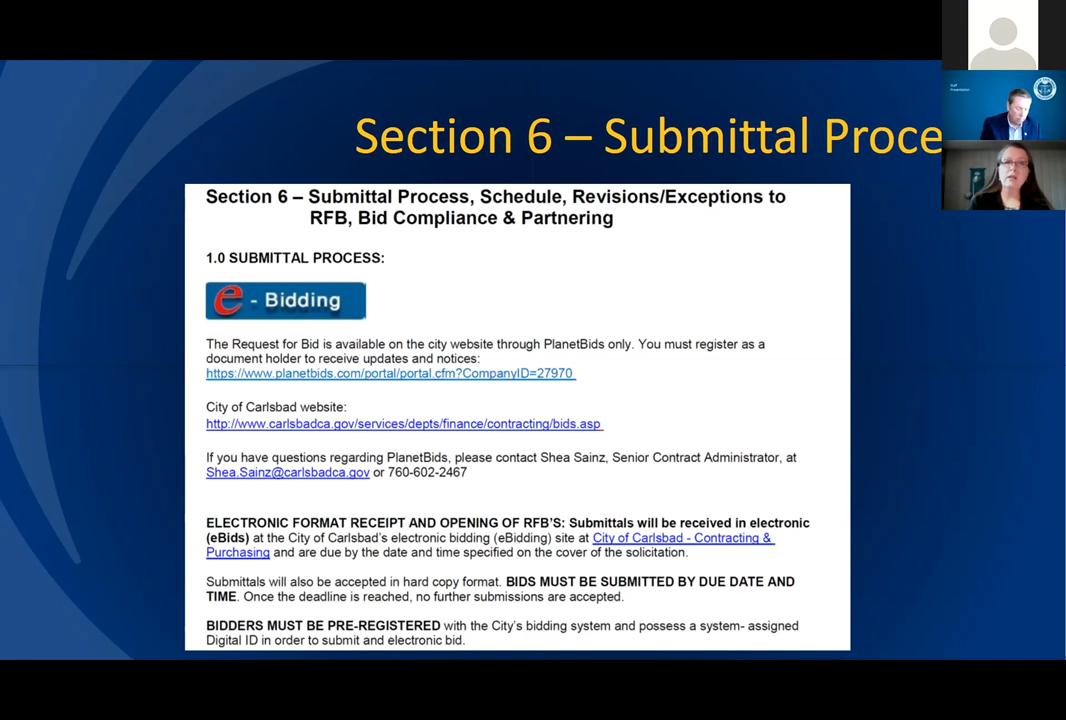 Section 6 – Submittal Proce
Staff
Presentation
Section 6 – Submittal Process, Schedule, Revisions/Exceptions to
RFB, Bid Compliance & Partnering
1.0 SUBMITTAL PROCESS:
e - Bidding
The Request for Bid is available on the city website through PlanetBids only. You must register as a
document holder to receive updates and notices:
https://www.planetbids.com/portal/portal.cfm?CompanyID=27970
City of Carlsbad website:
http://www.carlsbadca.gov/services/depts/finance/contracting/bids.asp
If you have questions regarding PlanetBids, please contact Shea Sainz, Senior Contract Administrator, at
Shea.Sainz@carlsbadca.gov or 760-602-2467
ELECTRONIC FORMAT RECEIPT AND OPENING OF RFB'S: Submittals will be received in electronic
(eBids) at the City of Carlsbad's electronic bidding (eBidding) site at City of Carlsbad - Contracting &
Purchasing and are due by the date and time specified on the cover of the solicitation.
Submittals will also be accepted in hard copy format. BIDS MUST BE SUBMITTED BY DUE DATE AND
TIME. Once the deadline is reached, no further submissions are accepted.
BIDDERS MUST BE PRE-REGISTERED with the City's bidding system and possess a system- assigned
Digital ID in order to submit and electronic bid.